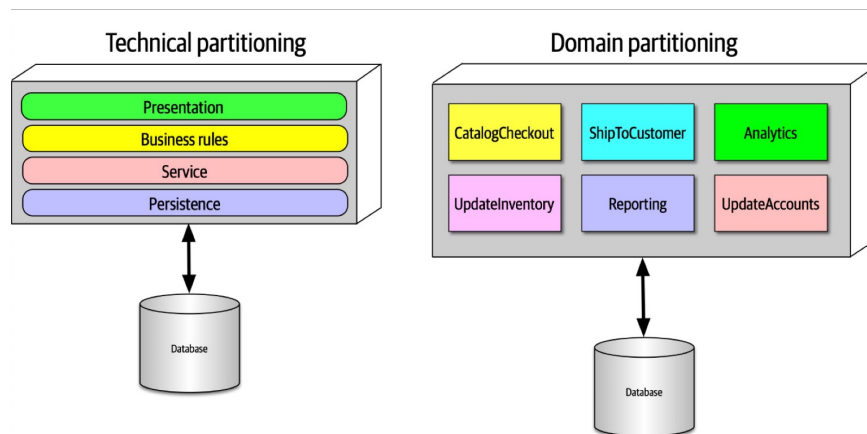 Technical partitioning
Presentation
Business rules
Service
Persistence
Database
Domain partitioning
CatalogCheckout
ShipToCustomer
Analytics
UpdateInventory
Reporting
UpdateAccounts
Database